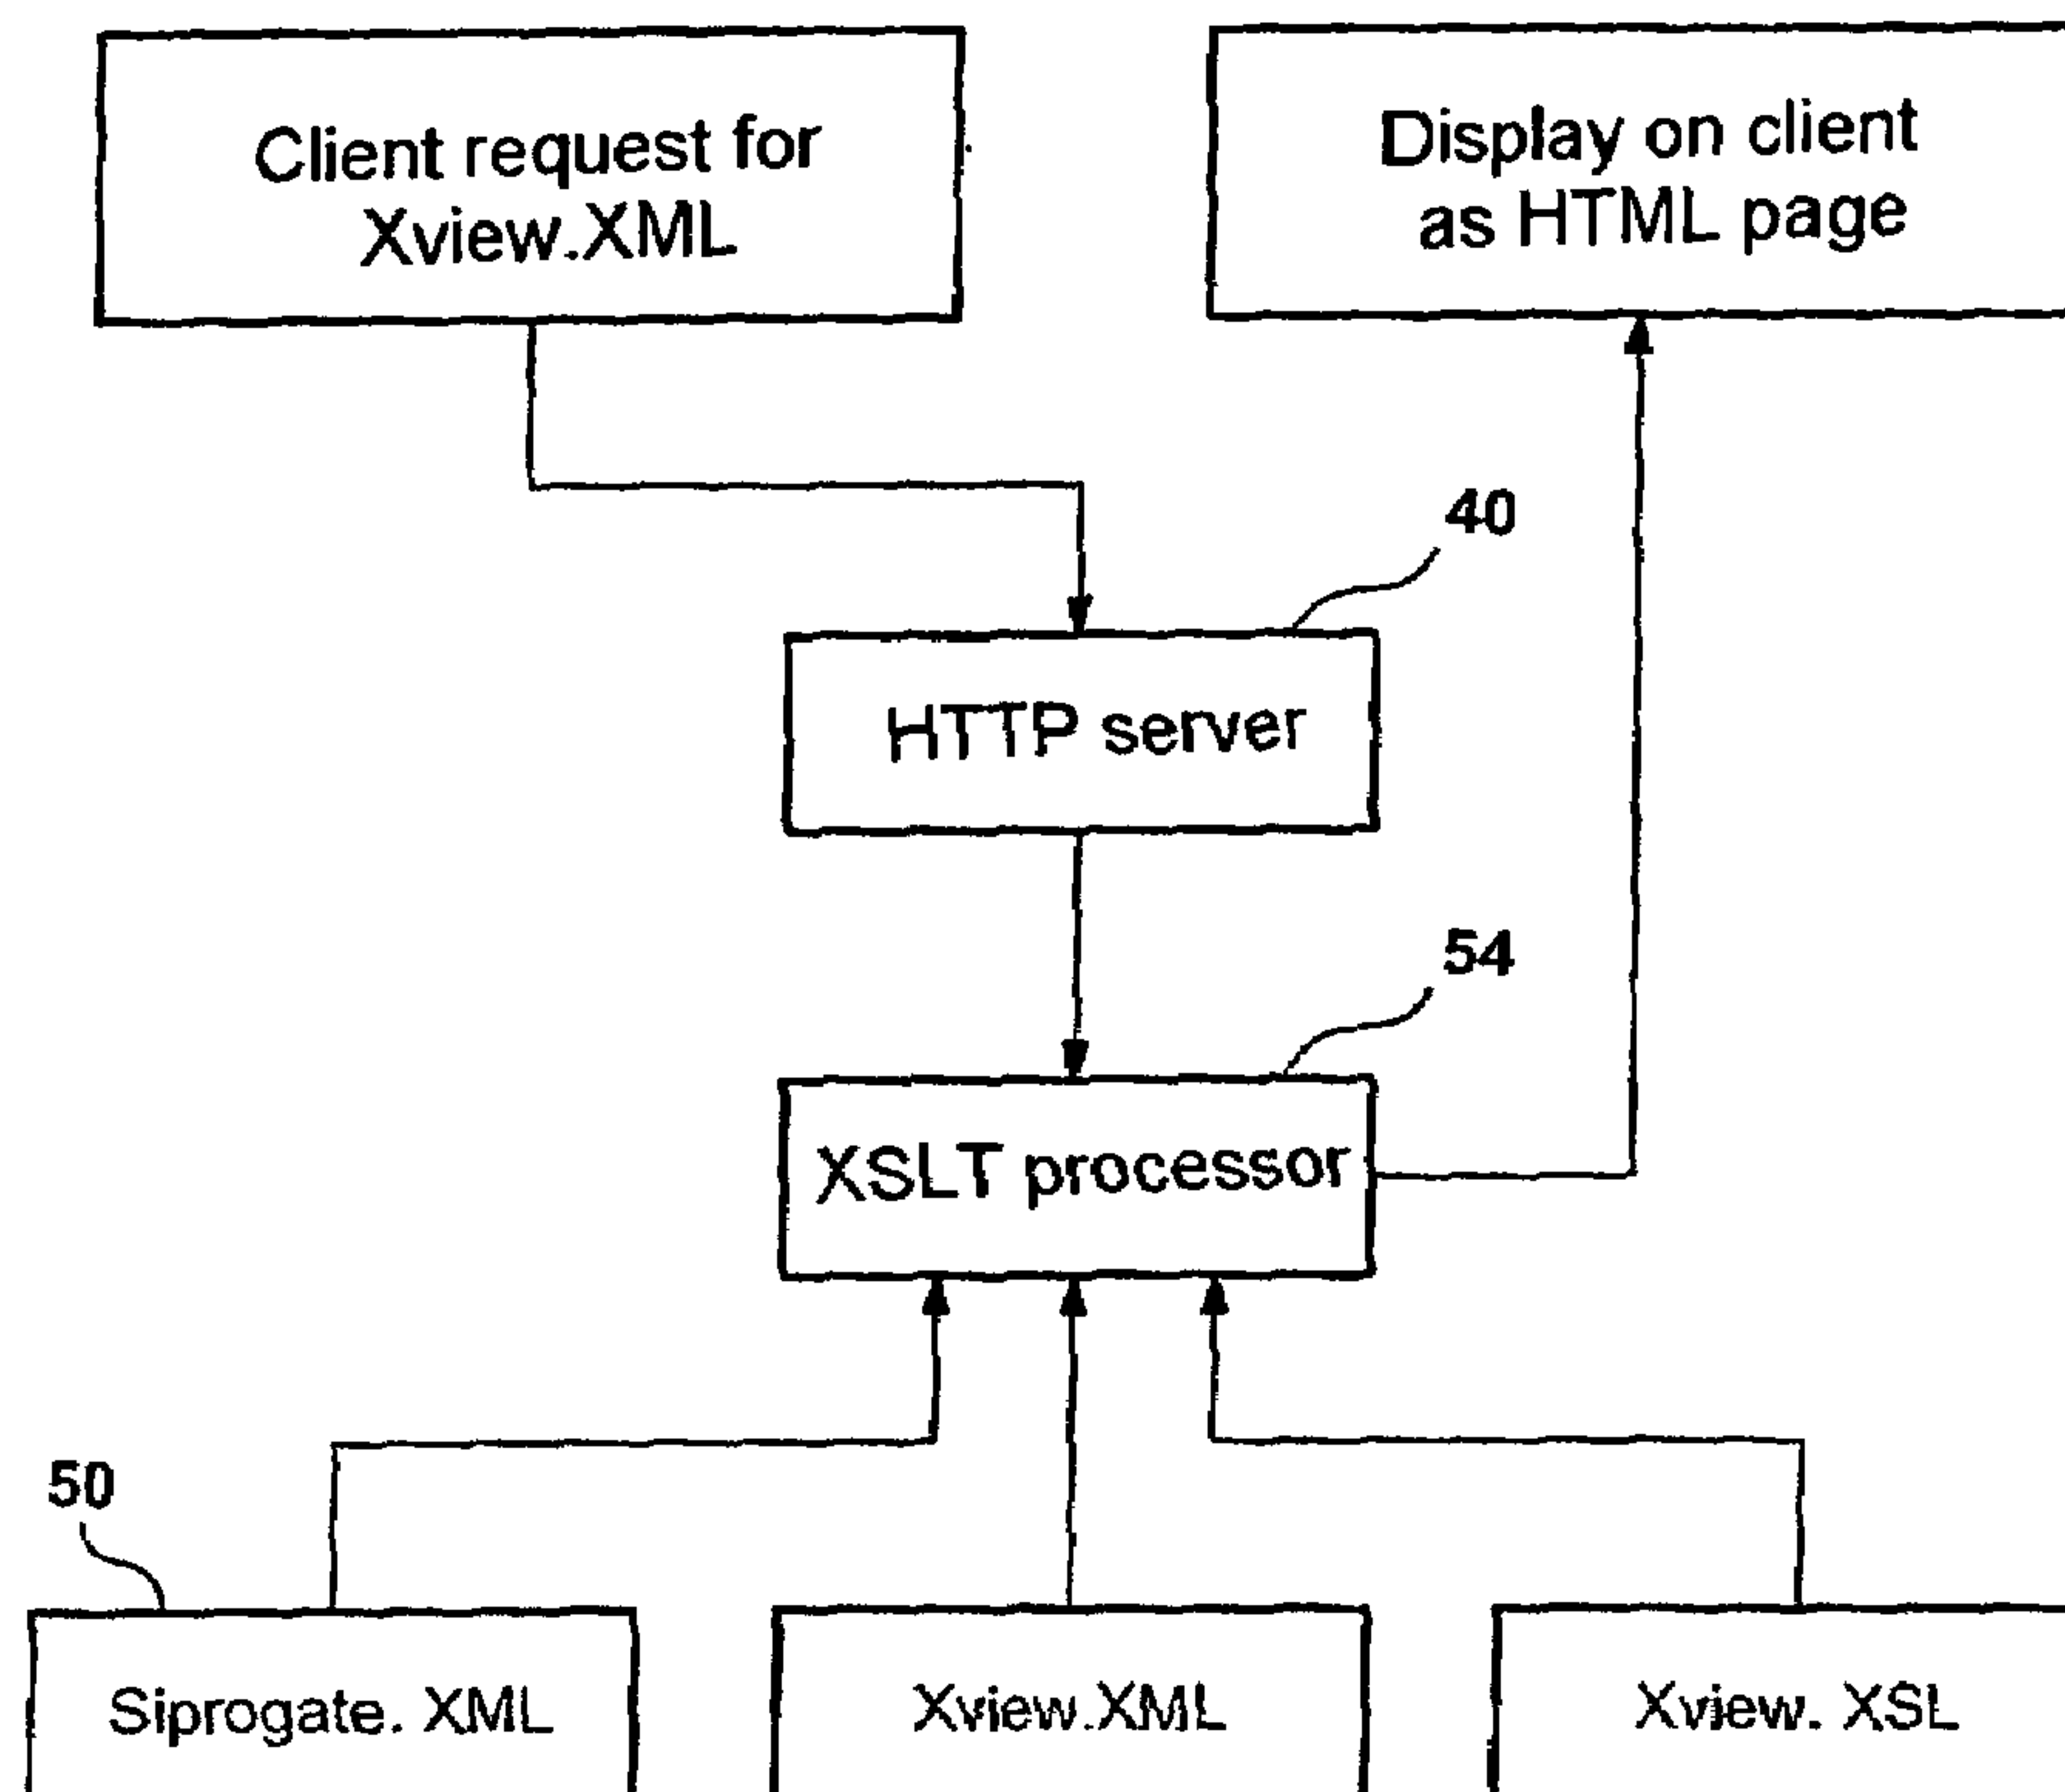 Client request for
Xview.XML
Display on client
as HTML page
40
HTTP server
54
XSLT processor
50
Siprogate. XML
Xview.XML
Xview. XSL